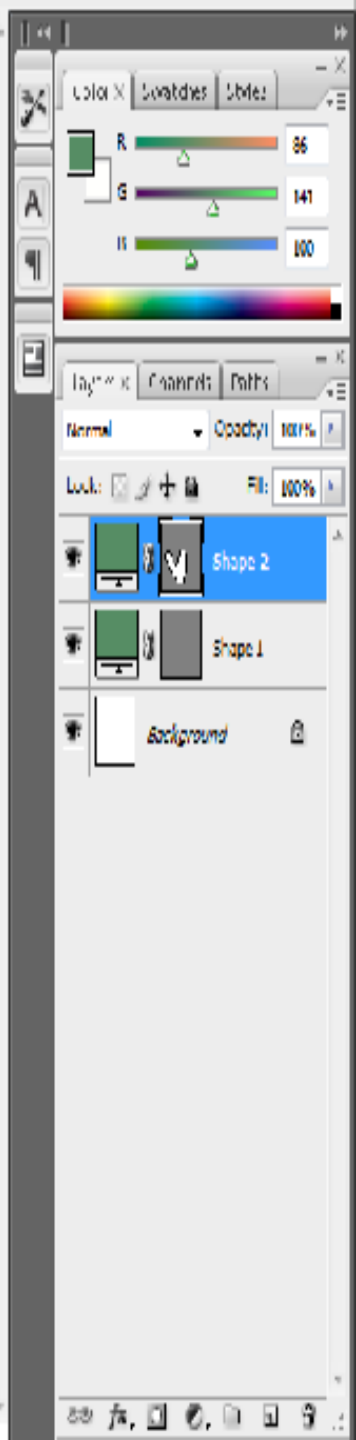 Color × Swatches Styles
R 86
G 141
B 100
Layers × Channels Paths
Normal Opacity: 100%
Lock: Fill: 100%
Shape 2
Shape 1
Background
A
¶
fx